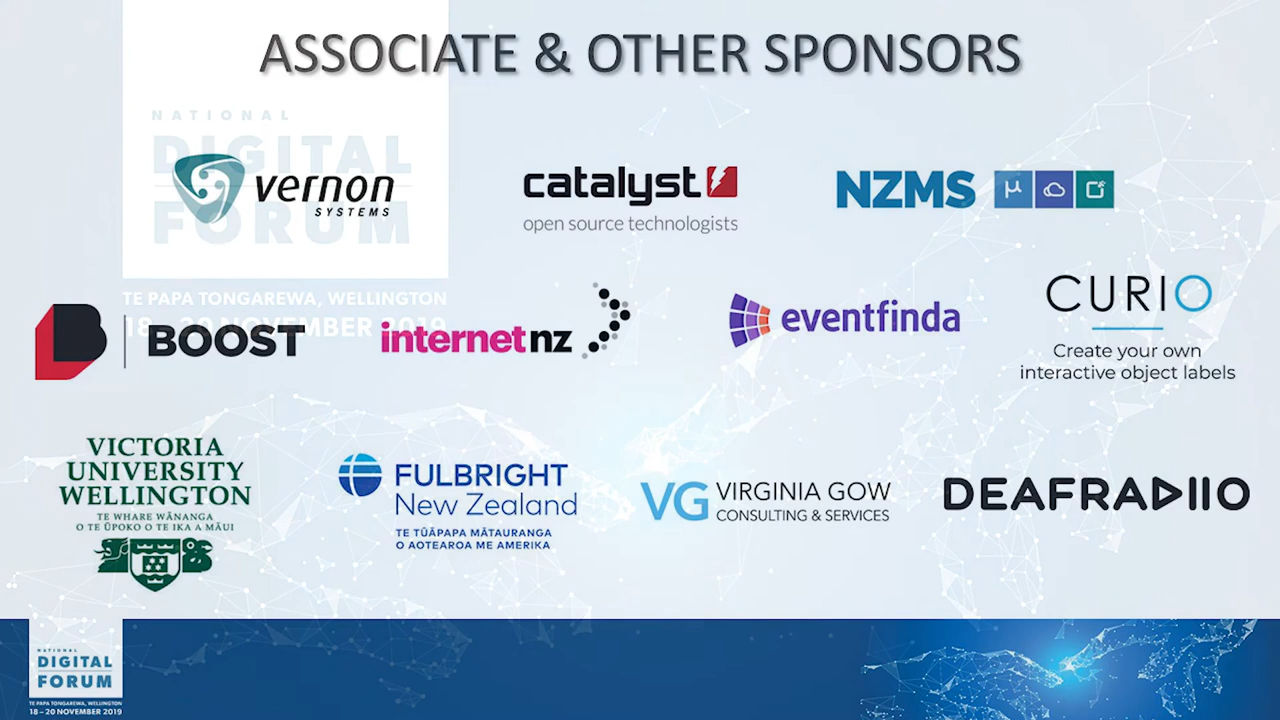 ASSOCIATE & OTHER SPONSORS
NATIONAL
DIGITAL
FORUM
vernon
SYSTEMS
catalyst
open source technologists
NZMS
TE PAPA TONGAREWA, WELLINGTON
18 – 20 NOVEMBER 2019
BOOST
internetnz
eventfinda
CURIO
Create your own
interactive object labels
VICTORIA
UNIVERSITY
WELLINGTON
TE WHARE WĀNANGA
O TE ŪPOKO O TE IKA A MĀUI
FULBRIGHT
New Zealand
TE TŪĀPAPA MĀTAURANGA
O AOTEAROA ME AMERIKA
VG VIRGINIA GOW
CONSULTING & SERVICES
DEAFRADIO
NATIONAL
DIGITAL
FORUM
TE PAPA TONGAREWA, WELLINGTON
18 – 20 NOVEMBER 2019